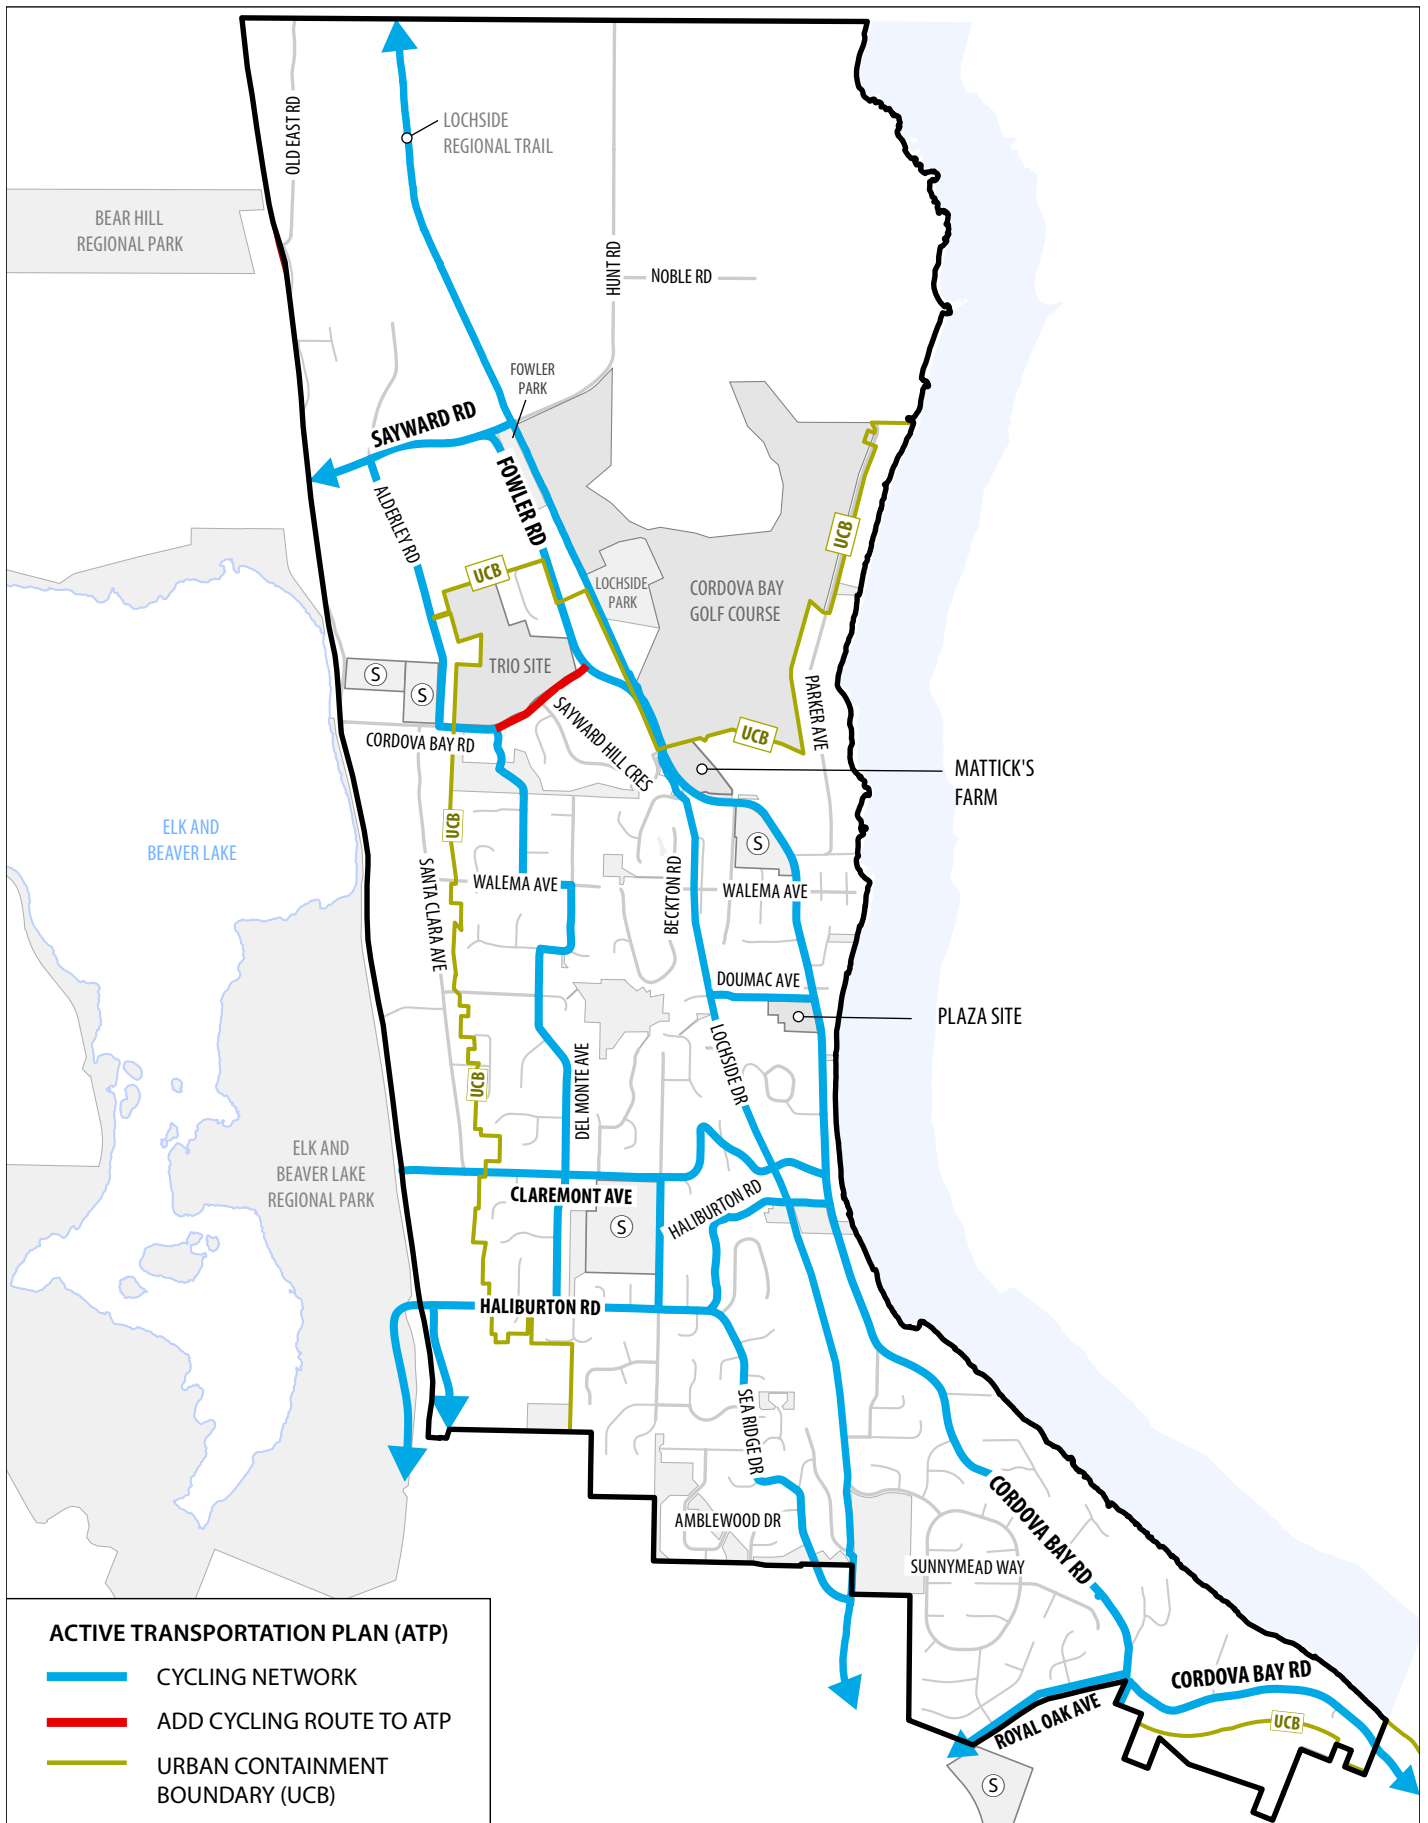 OLD EAST RD
LOCHSIDE
REGIONAL TRAIL
BEAR HILL
REGIONAL PARK
HUNT RD
NOBLE RD
FOWLER
PARK
SAYWARD RD
FOWLER RD
ALDERLEY RD
UCB
UCB
LOCHSIDE
PARK
CORDOVA BAY
GOLF COURSE
TRIO SITE
S
S
SAYWARD HILL CRES
PARKER AVE
UCB
CORDOVA BAY RD
MATTICK'S
FARM
ELK AND
BEAVER LAKE
UCB
S
SANTA CLARA AVE
WALEMA AVE
BECKTON RD
WALEMA AVE
DOUMAC AVE
PLAZA SITE
LOCHSIDE DR
UCB
DEL MONTE AVE
ELK AND
BEAVER LAKE
REGIONAL PARK
CLAREMONT AVE
HALIBURTON RD
S
HALIBURTON RD
SEA RIDGE DR
AMBLEWOOD DR
CORDOVA BAY RD
SUNNYMEAD WAY
CORDOVA BAY RD
ROYAL OAK AVE
UCB
S
ACTIVE TRANSPORTATION PLAN (ATP)
CYCLING NETWORK
ADD CYCLING ROUTE TO ATP
URBAN CONTAINMENT
BOUNDARY (UCB)